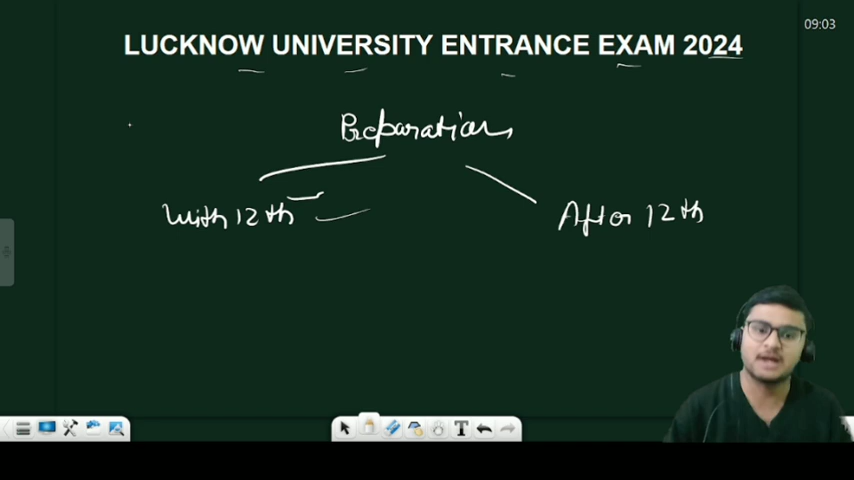 09:03
LUCKNOW UNIVERSITY ENTRANCE EXAM 2024
Preparation
With 12th
After 12th
T